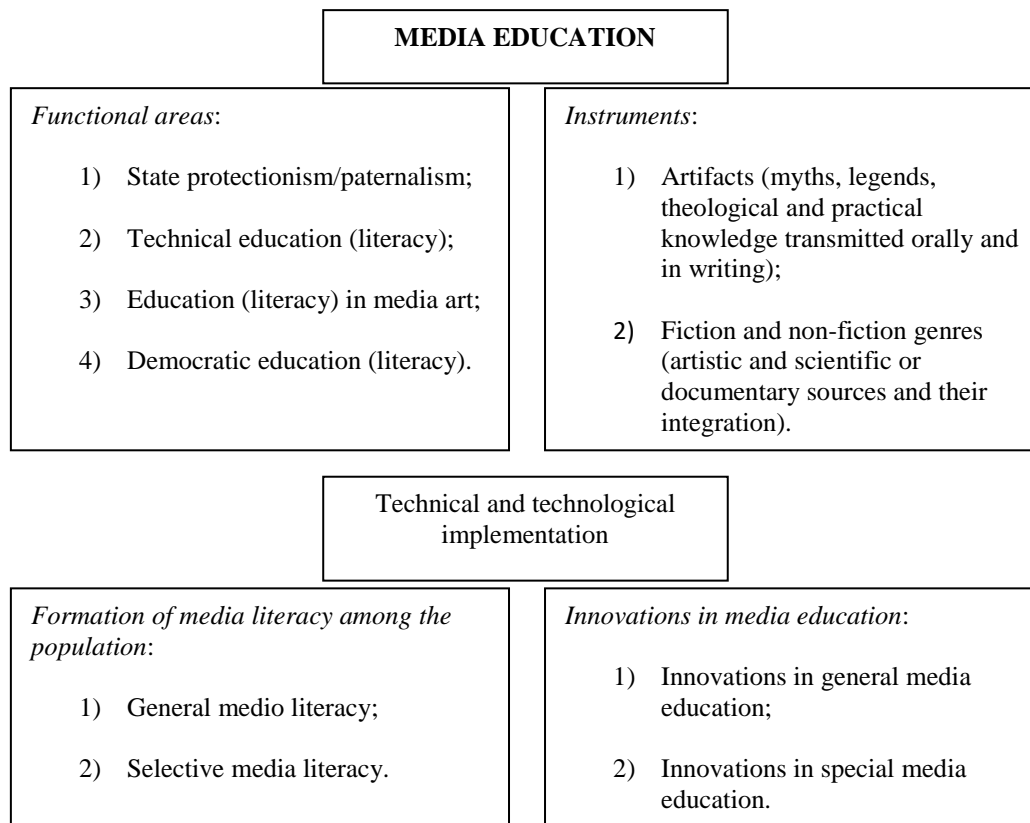 MEDIA EDUCATION
Functional areas:
1) State protectionism/paternalism;
2) Technical education (literacy);
3) Education (literacy) in media art;
4) Democratic education (literacy).
Instruments:
1) Artifacts (myths, legends,
theological and practical
knowledge transmitted orally and
in writing);
2) Fiction and non-fiction genres
(artistic and scientific or
documentary sources and their
integration).
Technical and technological
implementation
Formation of media literacy among the
population:
1) General medio literacy;
2) Selective media literacy.
Innovations in media education:
1) Innovations in general media
education;
2) Innovations in special media
education.